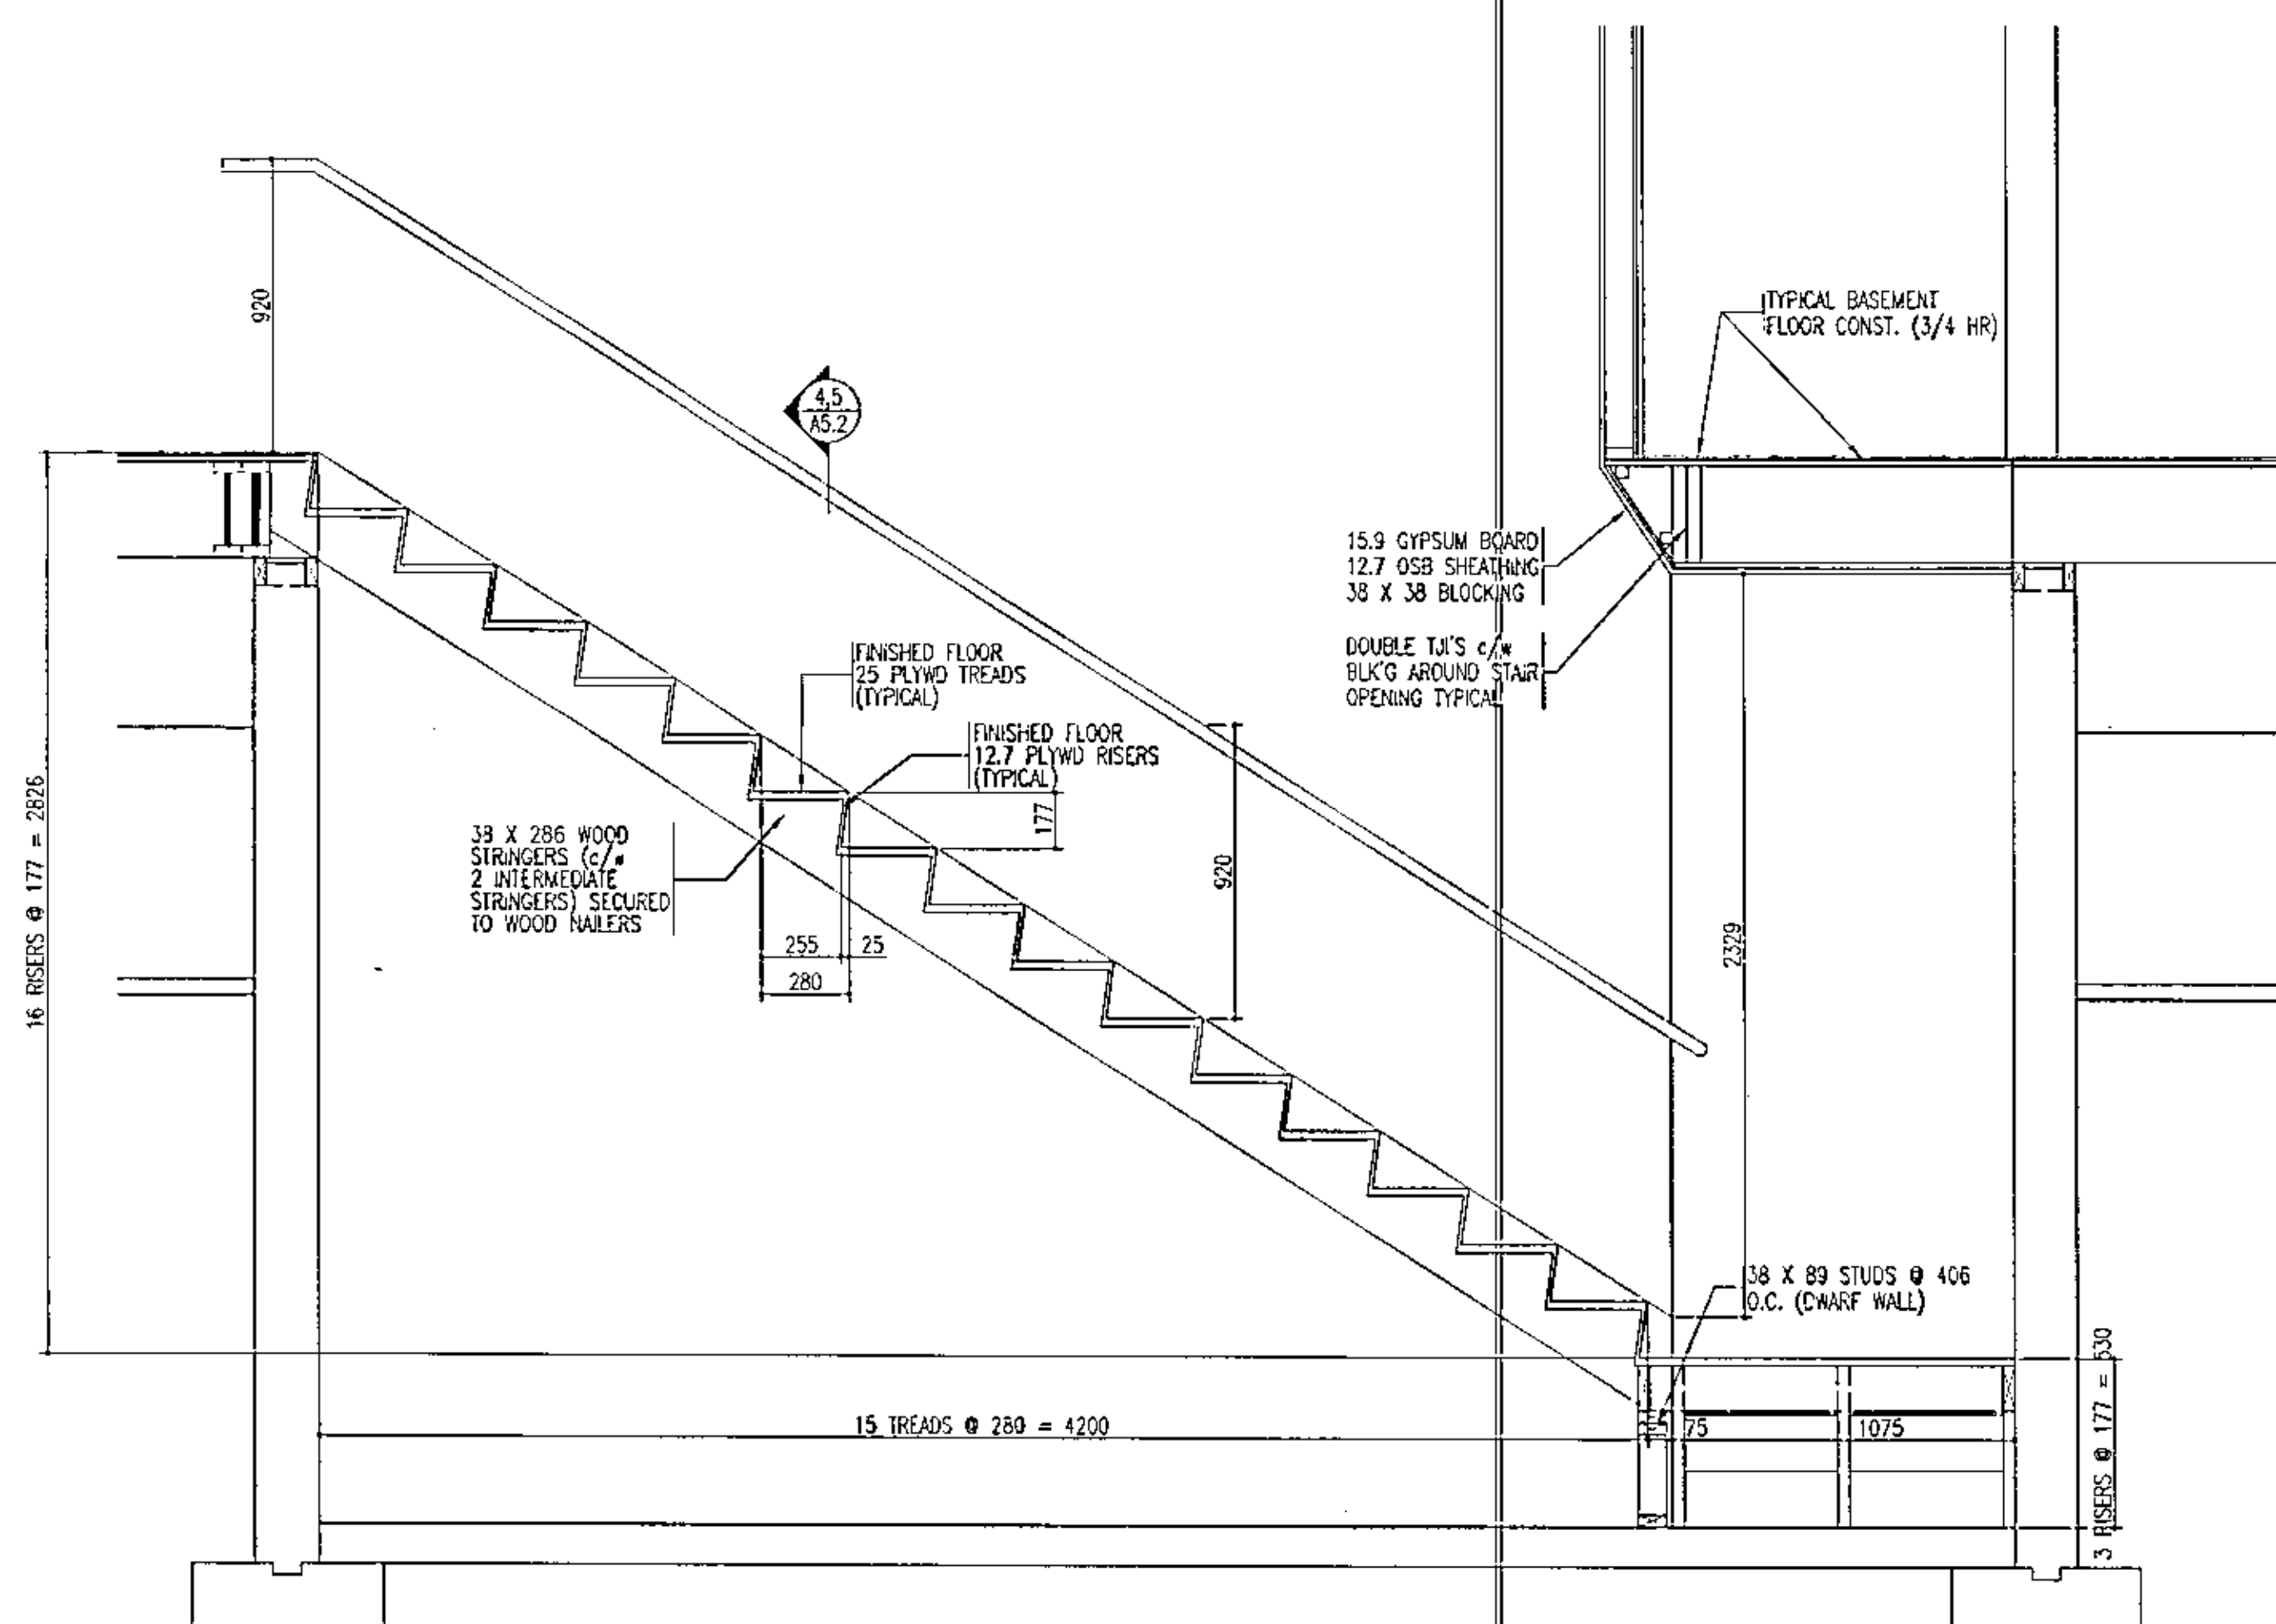 920
4,5
A5.2
TYPICAL BASEMENT
FLOOR CONST. (3/4 HR)
15.9 GYPSUM BOARD
12.7 OSB SHEATHING
38 X 38 BLOCKING
DOUBLE TJI'S c/w
BLK'G AROUND STAIR
OPENING TYPICAL
FINISHED FLOOR
25 PLYWD TREADS
(TYPICAL)
FINISHED FLOOR
12.7 PLYWD RISERS
(TYPICAL)
177
38 X 286 WOOD
STRINGERS (c/w
2 INTERMEDIATE
STRINGERS) SECURED
TO WOOD NAILERS
255 25
280
920
2329
16 RISERS @ 177 = 2826
38 X 89 STUDS @ 406
O.C. (DWARF WALL)
15 TREADS @ 280 = 4200
75
1075
3 RISERS @ 177 = 530